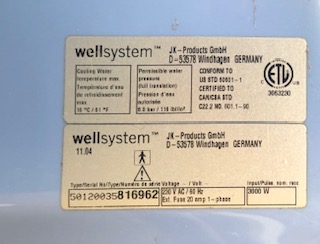 wellsystem™ JK-Products GmbH
D-53578 Windhagen GERMANY
Cooling Water
temperature max.
Température d'eau
de refroidissement
max
16 °C / 61 °F
Permissible water
pressure
(full translation)
Pression d'eau
autorisée
8.0 bar / 116 lbf/in²
CONFORM TO
US STD 60601-1
CERTIFIED TO
CAN/CSA STD
C22.2 NO. 601.1-90
ETL
3063230
wellsystem™ JK-Products GmbH
D-53578 Windhagen GERMANY
11.04
Type/Serial No/Type/Numéro de série
50120035816962
Voltage / Volt
230 V AC / 60 Hz
Ext. Fuse 20 amp 1-phase
Input/Puis. nom. racc
3600 W